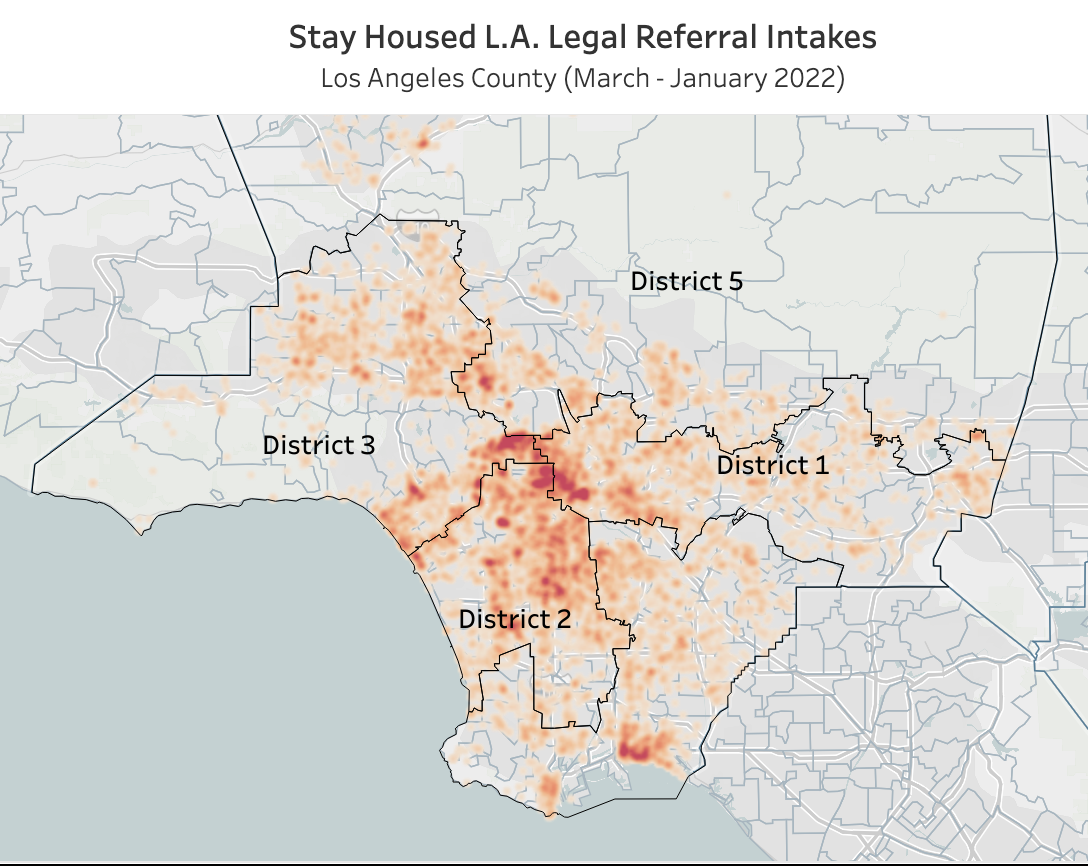 Stay Housed L.A. Legal Referral Intakes
Los Angeles County (March - January 2022)
District 5
District 3
District 1
District 2